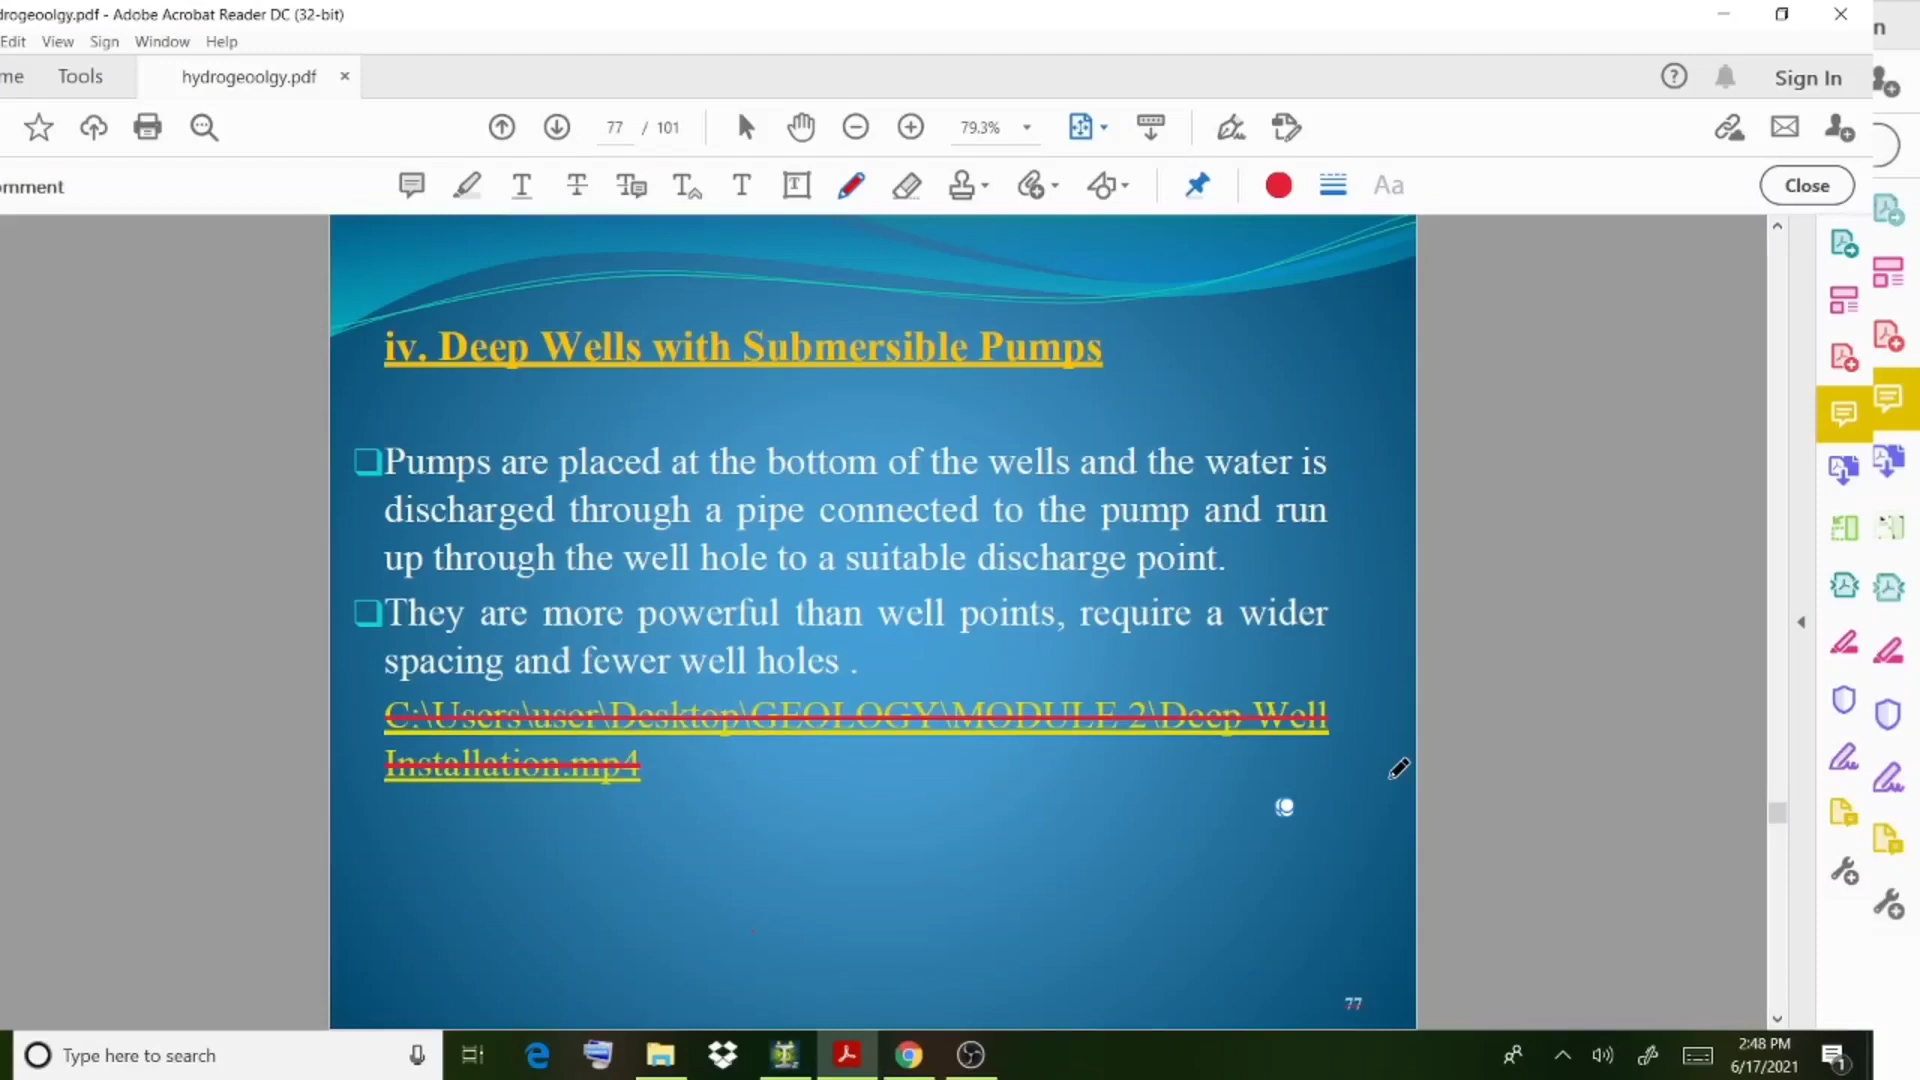 drogeoolgy.pdf - Adobe Acrobat Reader DC (32-bit)
Edit View Sign Window Help
me Tools hydrogeoolgy.pdf × Sign In
77 / 101 79.3%
omment Aa Close
iv. Deep Wells with Submersible Pumps
Pumps are placed at the bottom of the wells and the water is
discharged through a pipe connected to the pump and run
up through the well hole to a suitable discharge point.
They are more powerful than well points, require a wider
spacing and fewer well holes .
C:\Users\user\Desktop\GEOLOGY\MODULE 2\Deep Well
Installation.mp4
77
Type here to search
2:48 PM
6/17/2021
1